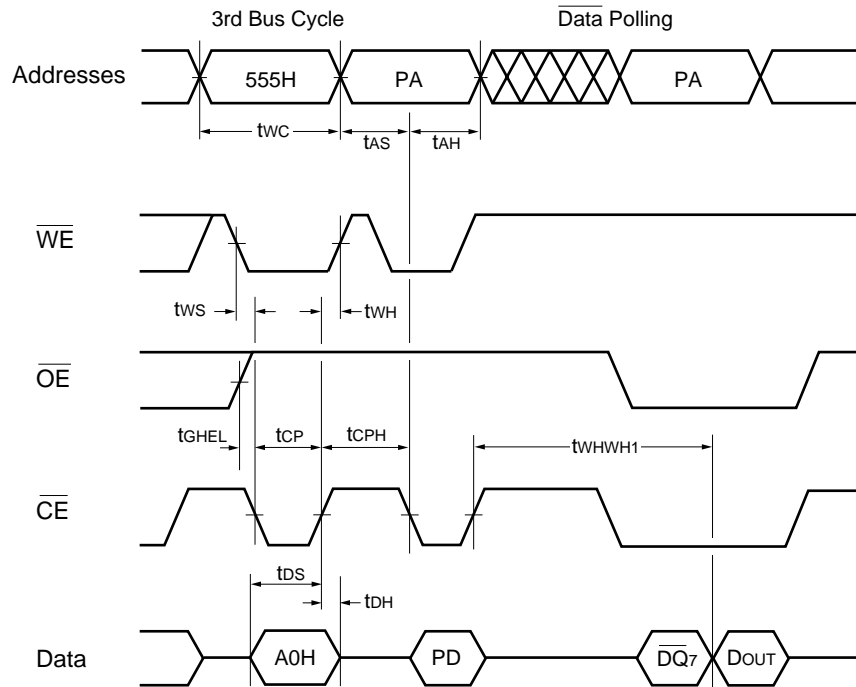 3rd Bus Cycle Data Polling
Addresses 555H PA PA
tWC tAS tAH
WE
tWS tWH
OE
tGHEL tCP tCPH tWHWH1
CE
tDS
tDH
Data A0H PD DQ7 DOUT